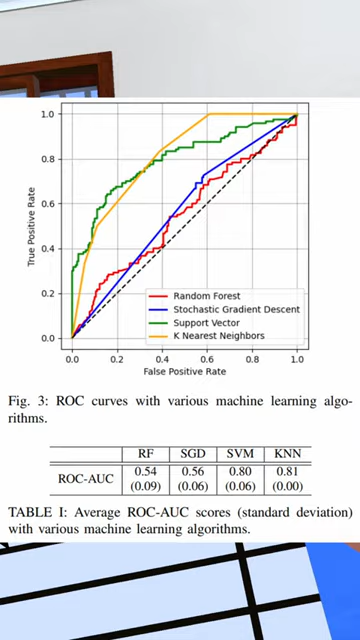 1.0
0.8
0.6
0.4
0.2
0.0
True Positive Rate
Random Forest
Stochastic Gradient Descent
Support Vector
K Nearest Neighbors
0.0 0.2 0.4 0.6 0.8 1.0
False Positive Rate
Fig. 3: ROC curves with various machine learning algo-
rithms.
RF SGD SVM KNN
ROC-AUC 0.54 0.56 0.80 0.81
(0.09) (0.06) (0.06) (0.00)
TABLE I: Average ROC-AUC scores (standard deviation)
with various machine learning algorithms.